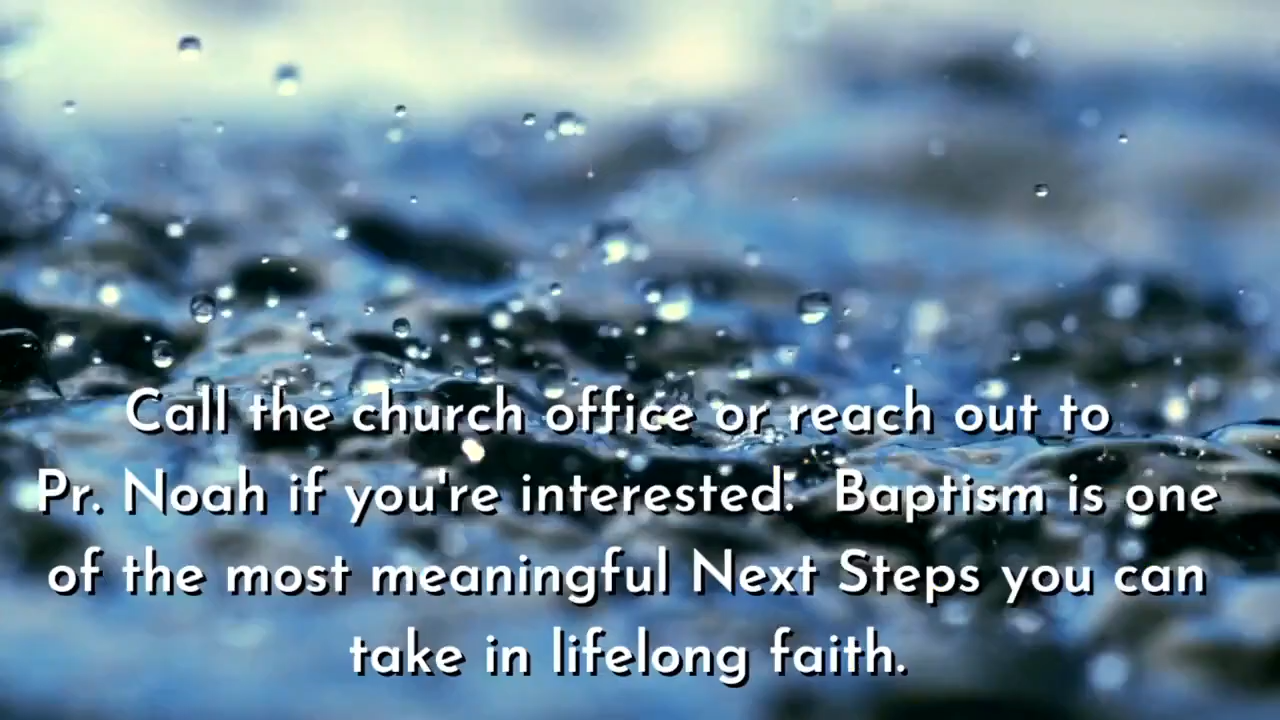 Call the church office or reach out to
Pr. Noah if you're interested.  Baptism is one
of the most meaningful Next Steps you can
take in lifelong faith.